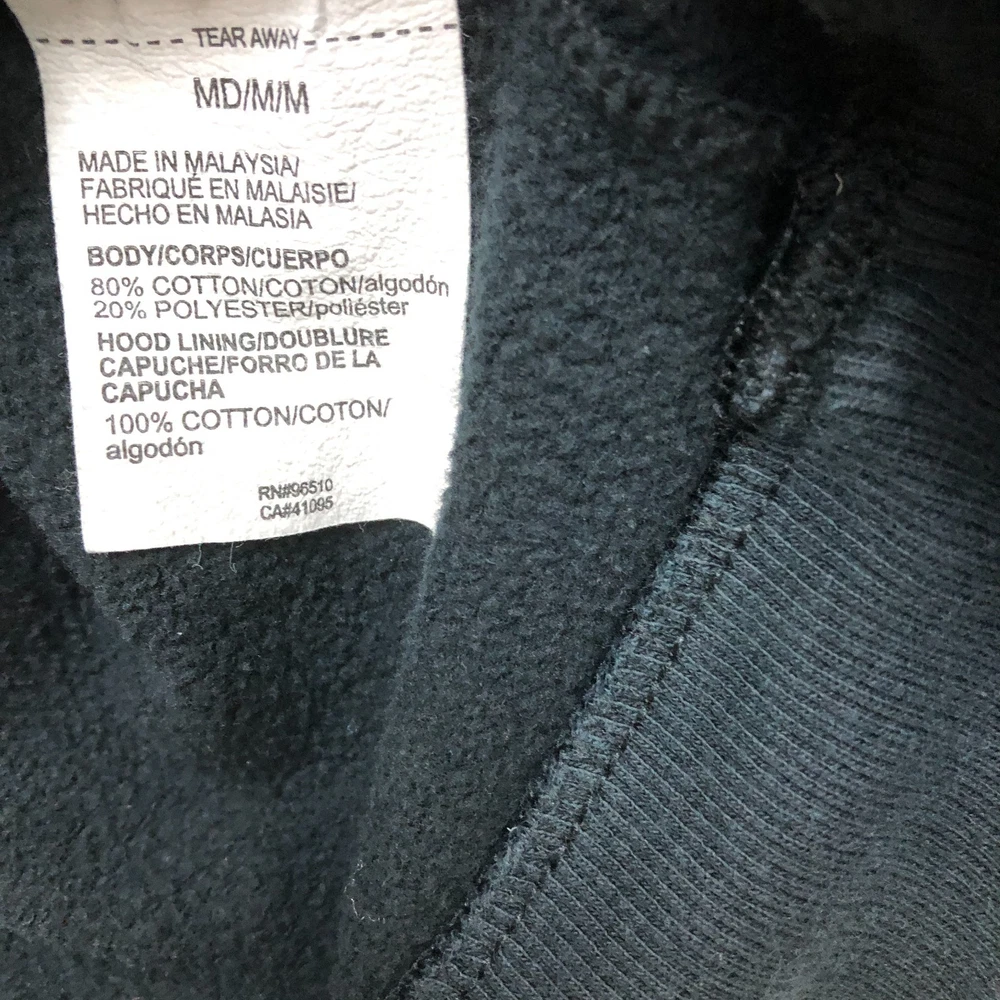 TEAR AWAY
MD/M/M
MADE IN MALAYSIA/
FABRIQUÉ EN MALAISIE/
HECHO EN MALASIA
BODY/CORPS/CUERPO
80% COTTON/COTON/algodón
20% POLYESTER/poliéster
HOOD LINING/DOUBLURE
CAPUCHE/FORRO DE LA
CAPUCHA
100% COTTON/COTON/
algodón
RN#96510
CA#41095